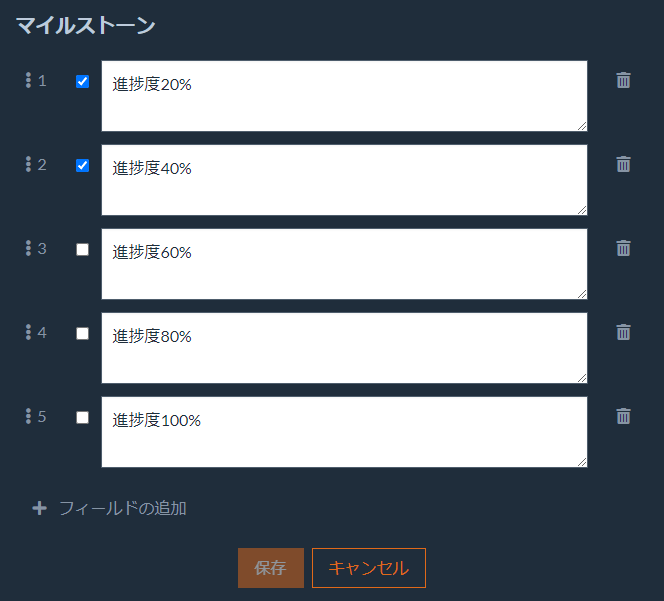 マイルストーン
1 進捗度20%
2 進捗度40%
3 進捗度60%
4 進捗度80%
5 進捗度100%
フィールドの追加
保存 キャンセル